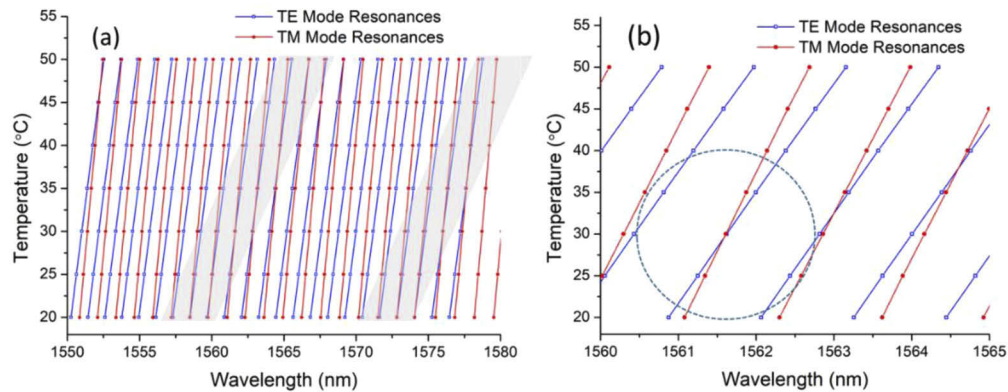 TE Mode Resonances
TM Mode Resonances
(a)
55
50
45
40
35
30
25
20
Temperature (°C)
1550 1555 1560 1565 1570 1575 1580
Wavelength (nm)
TE Mode Resonances
TM Mode Resonances
(b)
55
50
45
40
35
30
25
20
Temperature (°C)
1560 1561 1562 1563 1564 1565
Wavelength (nm)